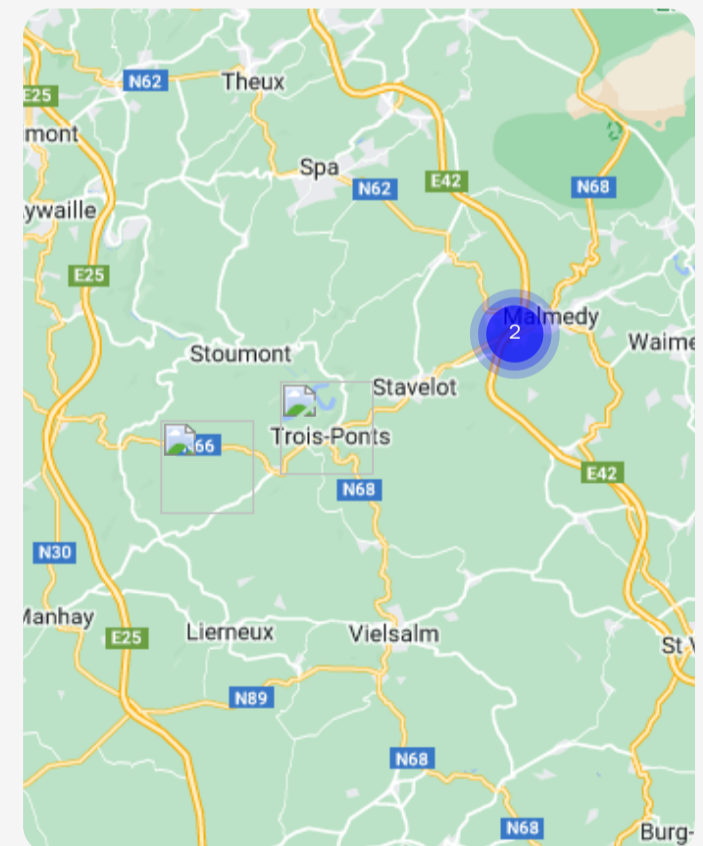 N62
Theux
E25
mont
Spa
E42
N62
N68
ywaille
E25
Malmedy
2
Waime
Stoumont
Stavelot
Trois-Ponts
66
E42
N68
N30
Manhay
E25
Lierneux
Vielsalm
St V
N89
N68
N68
Burg-